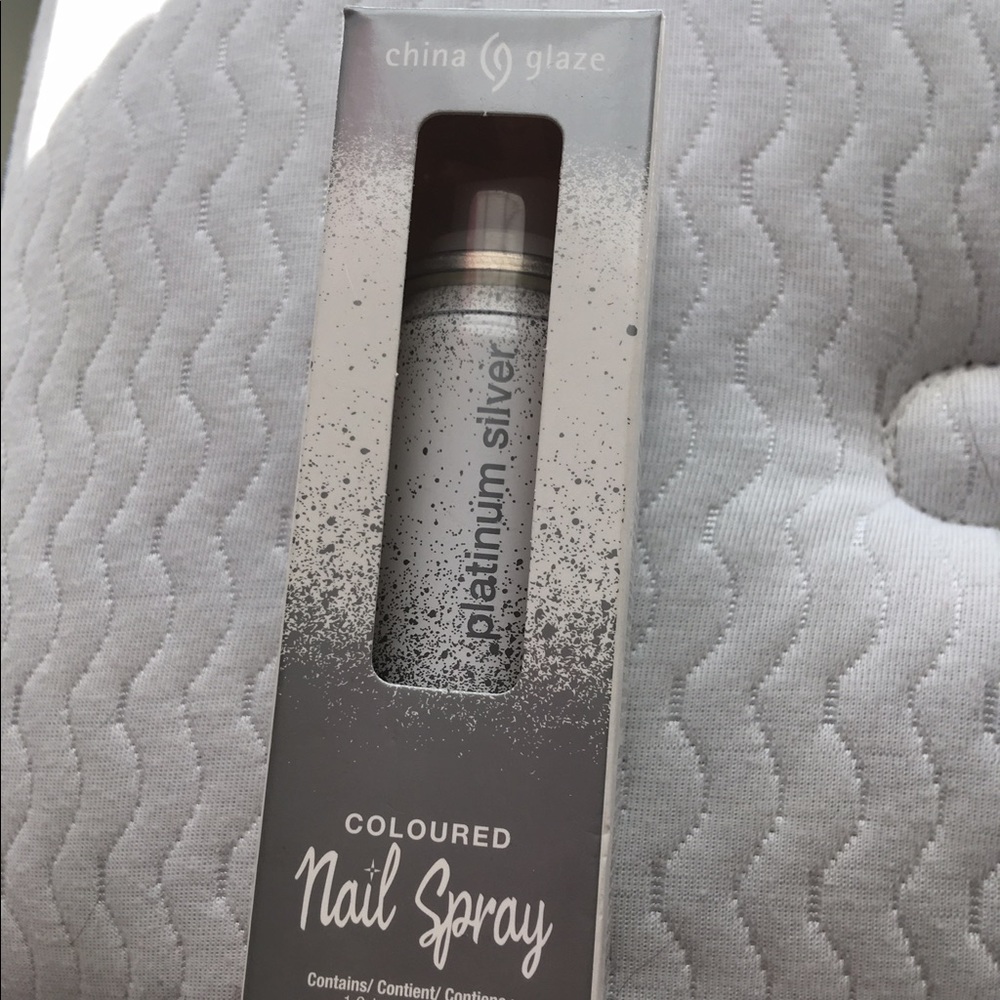 china glaze
platinum silver
COLOURED
Nail Spray
Contains/ Contient/